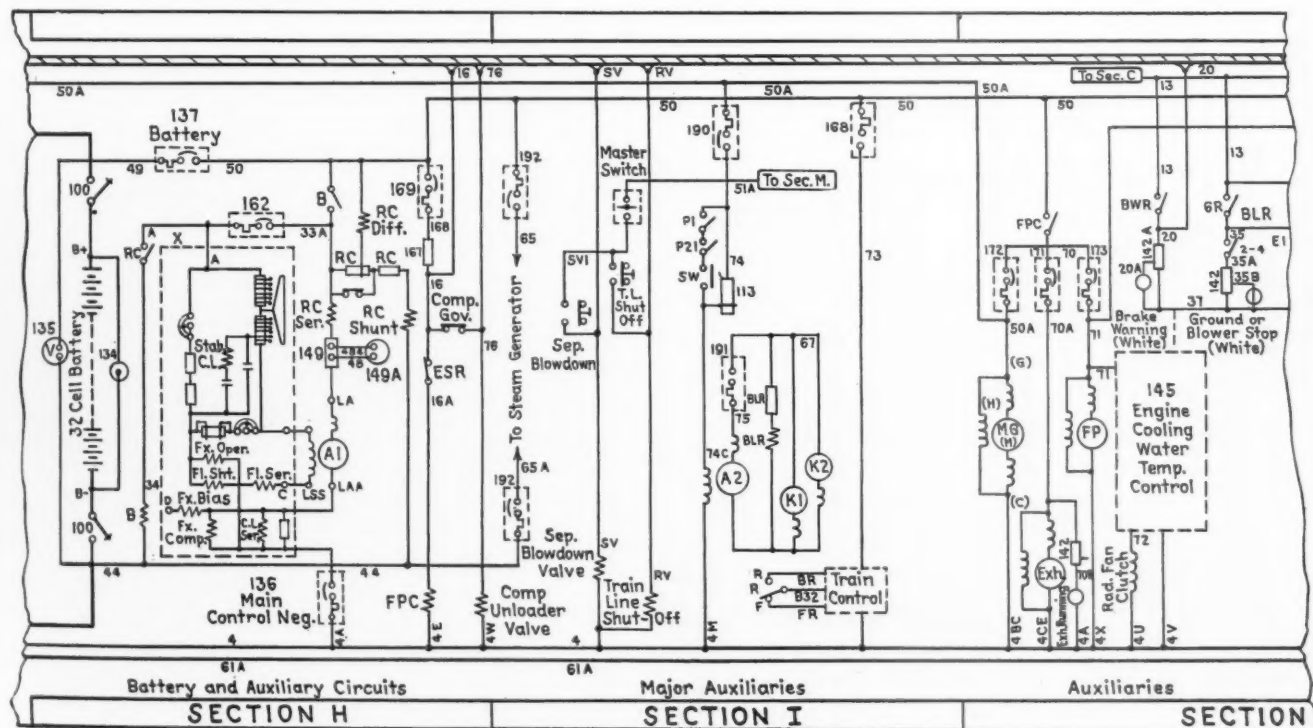 16
76
SV
RV
To Sec. C
20
50A
50
50A
50
50A
50
13
137
Battery
49
50
192
190
168
Master
Switch
51A
To Sec. M.
100
162
B
RC
Diff.
169
168
167
33A
A
RC
X
A
65
P1
P21
SW
74
113
73
FPC
BWR
13
142A
20
20A
13
GR
BLR
35
2-4
35A
142
35B
E1
37
B+
RC
RC
16
Comp.
Gov.
SV1
T.L.
Shut
Off
172
171
70
173
50A
70A
71
Brake
Warning
(White)
Ground or
Blower Stop
(White)
135
V
134
32 Cell Battery
RC
Ser.
RC
Shunt
Stab.
C.L.
149
48A
48
149A
76
ESR
16A
To Steam Generator
Sep.
Blowdown
191
67
75
BLR
BLR
(G)
71
145
Engine
Cooling
Water
Temp.
Control
LA
A1
LAA
Fx. Open.
Fl. Sht.
Fl. Ser.
C
LSS
65A
74C
A2
K1
K2
(H)
MG
(M)
FP
(C)
B-
34
B
D
Fx. Bias
Fx.
Comp.
C.L.
Ser.
192
100
Sep.
Blowdown
Valve
SV
RV
Exh.
142
70B
Rad. Fan
Clutch
72
44
44
136
Main
Control Neg.
L
FPC
Comp
Unloader
Valve
Train
Line
Shut-Off
R
R
F
BR
B32
FR
Train
Control
4
4A
4E
4W
4
4M
4BC
4CE
Exh. Running
4A
4X
4U
4V
61A
61A
Battery and Auxiliary Circuits
Major Auxiliaries
Auxiliaries
SECTION H
SECTION I
SECTION